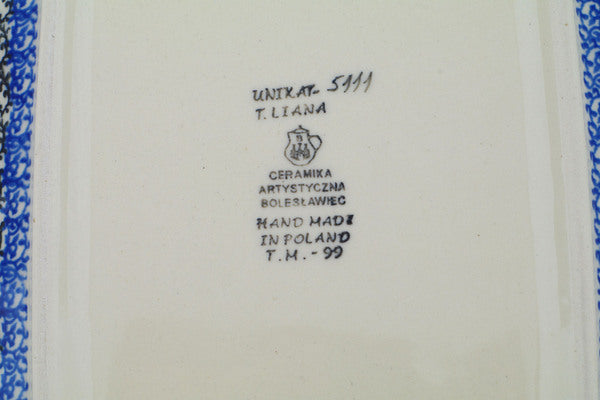 UNIKAT- 5111
T. LIANA
CERAMIKA
ARTYSTYCZNA
BOLESŁAWIEC
HAND MADE
IN POLAND
T.M. - 99